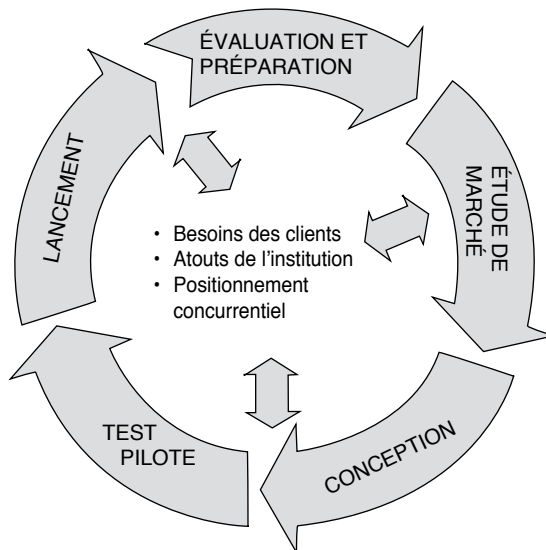 ÉVALUATION ET
PRÉPARATION
ÉTUDE DE
MARCHÉ
CONCEPTION
TEST
PILOTE
LANCEMENT
• Besoins des clients
• Atouts de l'institution
• Positionnement
concurrentiel